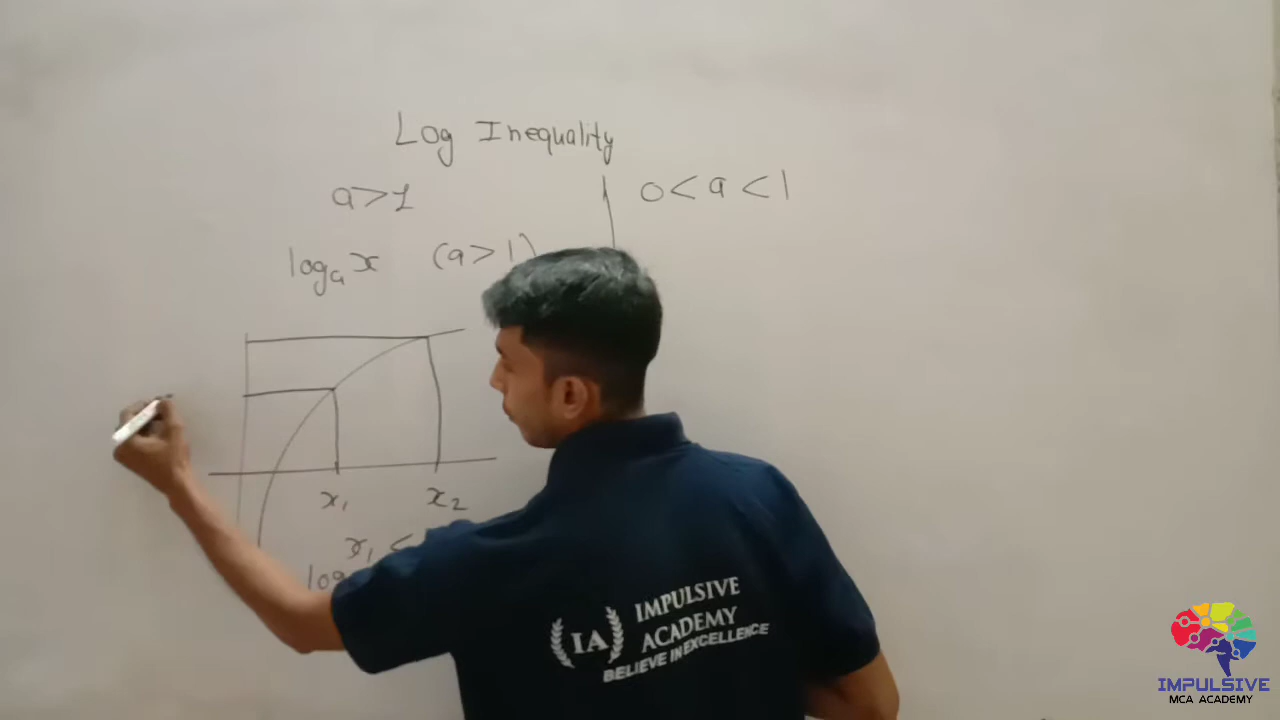 Log Inequality
a>1
0<a<1
logₐx (a>1)
x₁ x₂
x₁ <
log
IA IMPULSIVE
ACADEMY
BELIEVE IN EXCELLENCE
IMPULSIVE
MCA ACADEMY